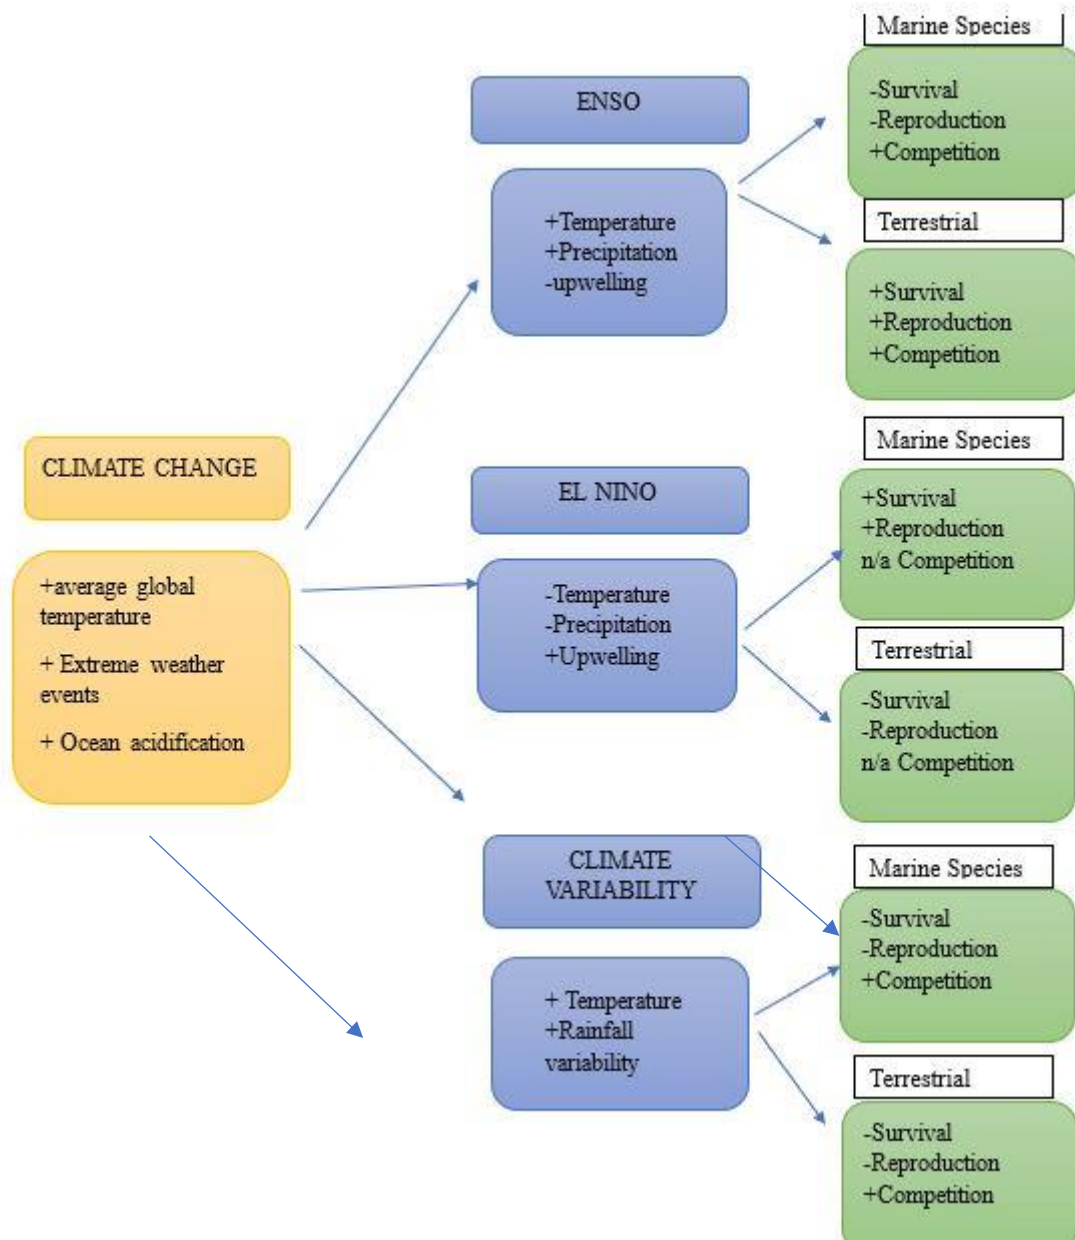 Marine Species
-Survival
-Reproduction
+Competition
ENSO
+Temperature
+Precipitation
-upwelling
Terrestrial
+Survival
+Reproduction
+Competition
CLIMATE CHANGE
+average global
temperature
+ Extreme weather
events
+ Ocean acidification
EL NINO
-Temperature
-Precipitation
+Upwelling
Marine Species
+Survival
+Reproduction
n/a Competition
Terrestrial
-Survival
-Reproduction
n/a Competition
CLIMATE
VARIABILITY
+ Temperature
+Rainfall
variability
Marine Species
-Survival
-Reproduction
+Competition
Terrestrial
-Survival
-Reproduction
+Competition